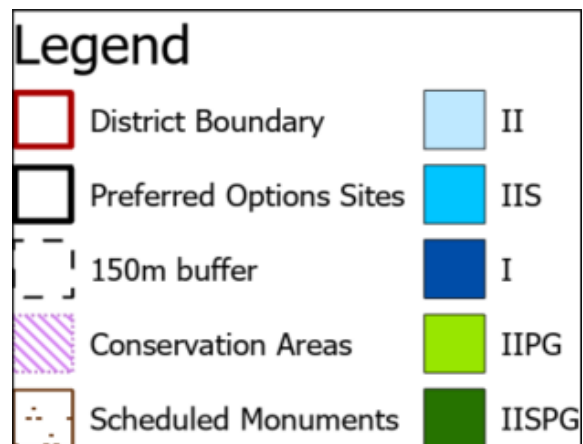 Legend
District Boundary
Preferred Options Sites
150m buffer
Conservation Areas
Scheduled Monuments
II
IIS
I
IIPG
IISPG